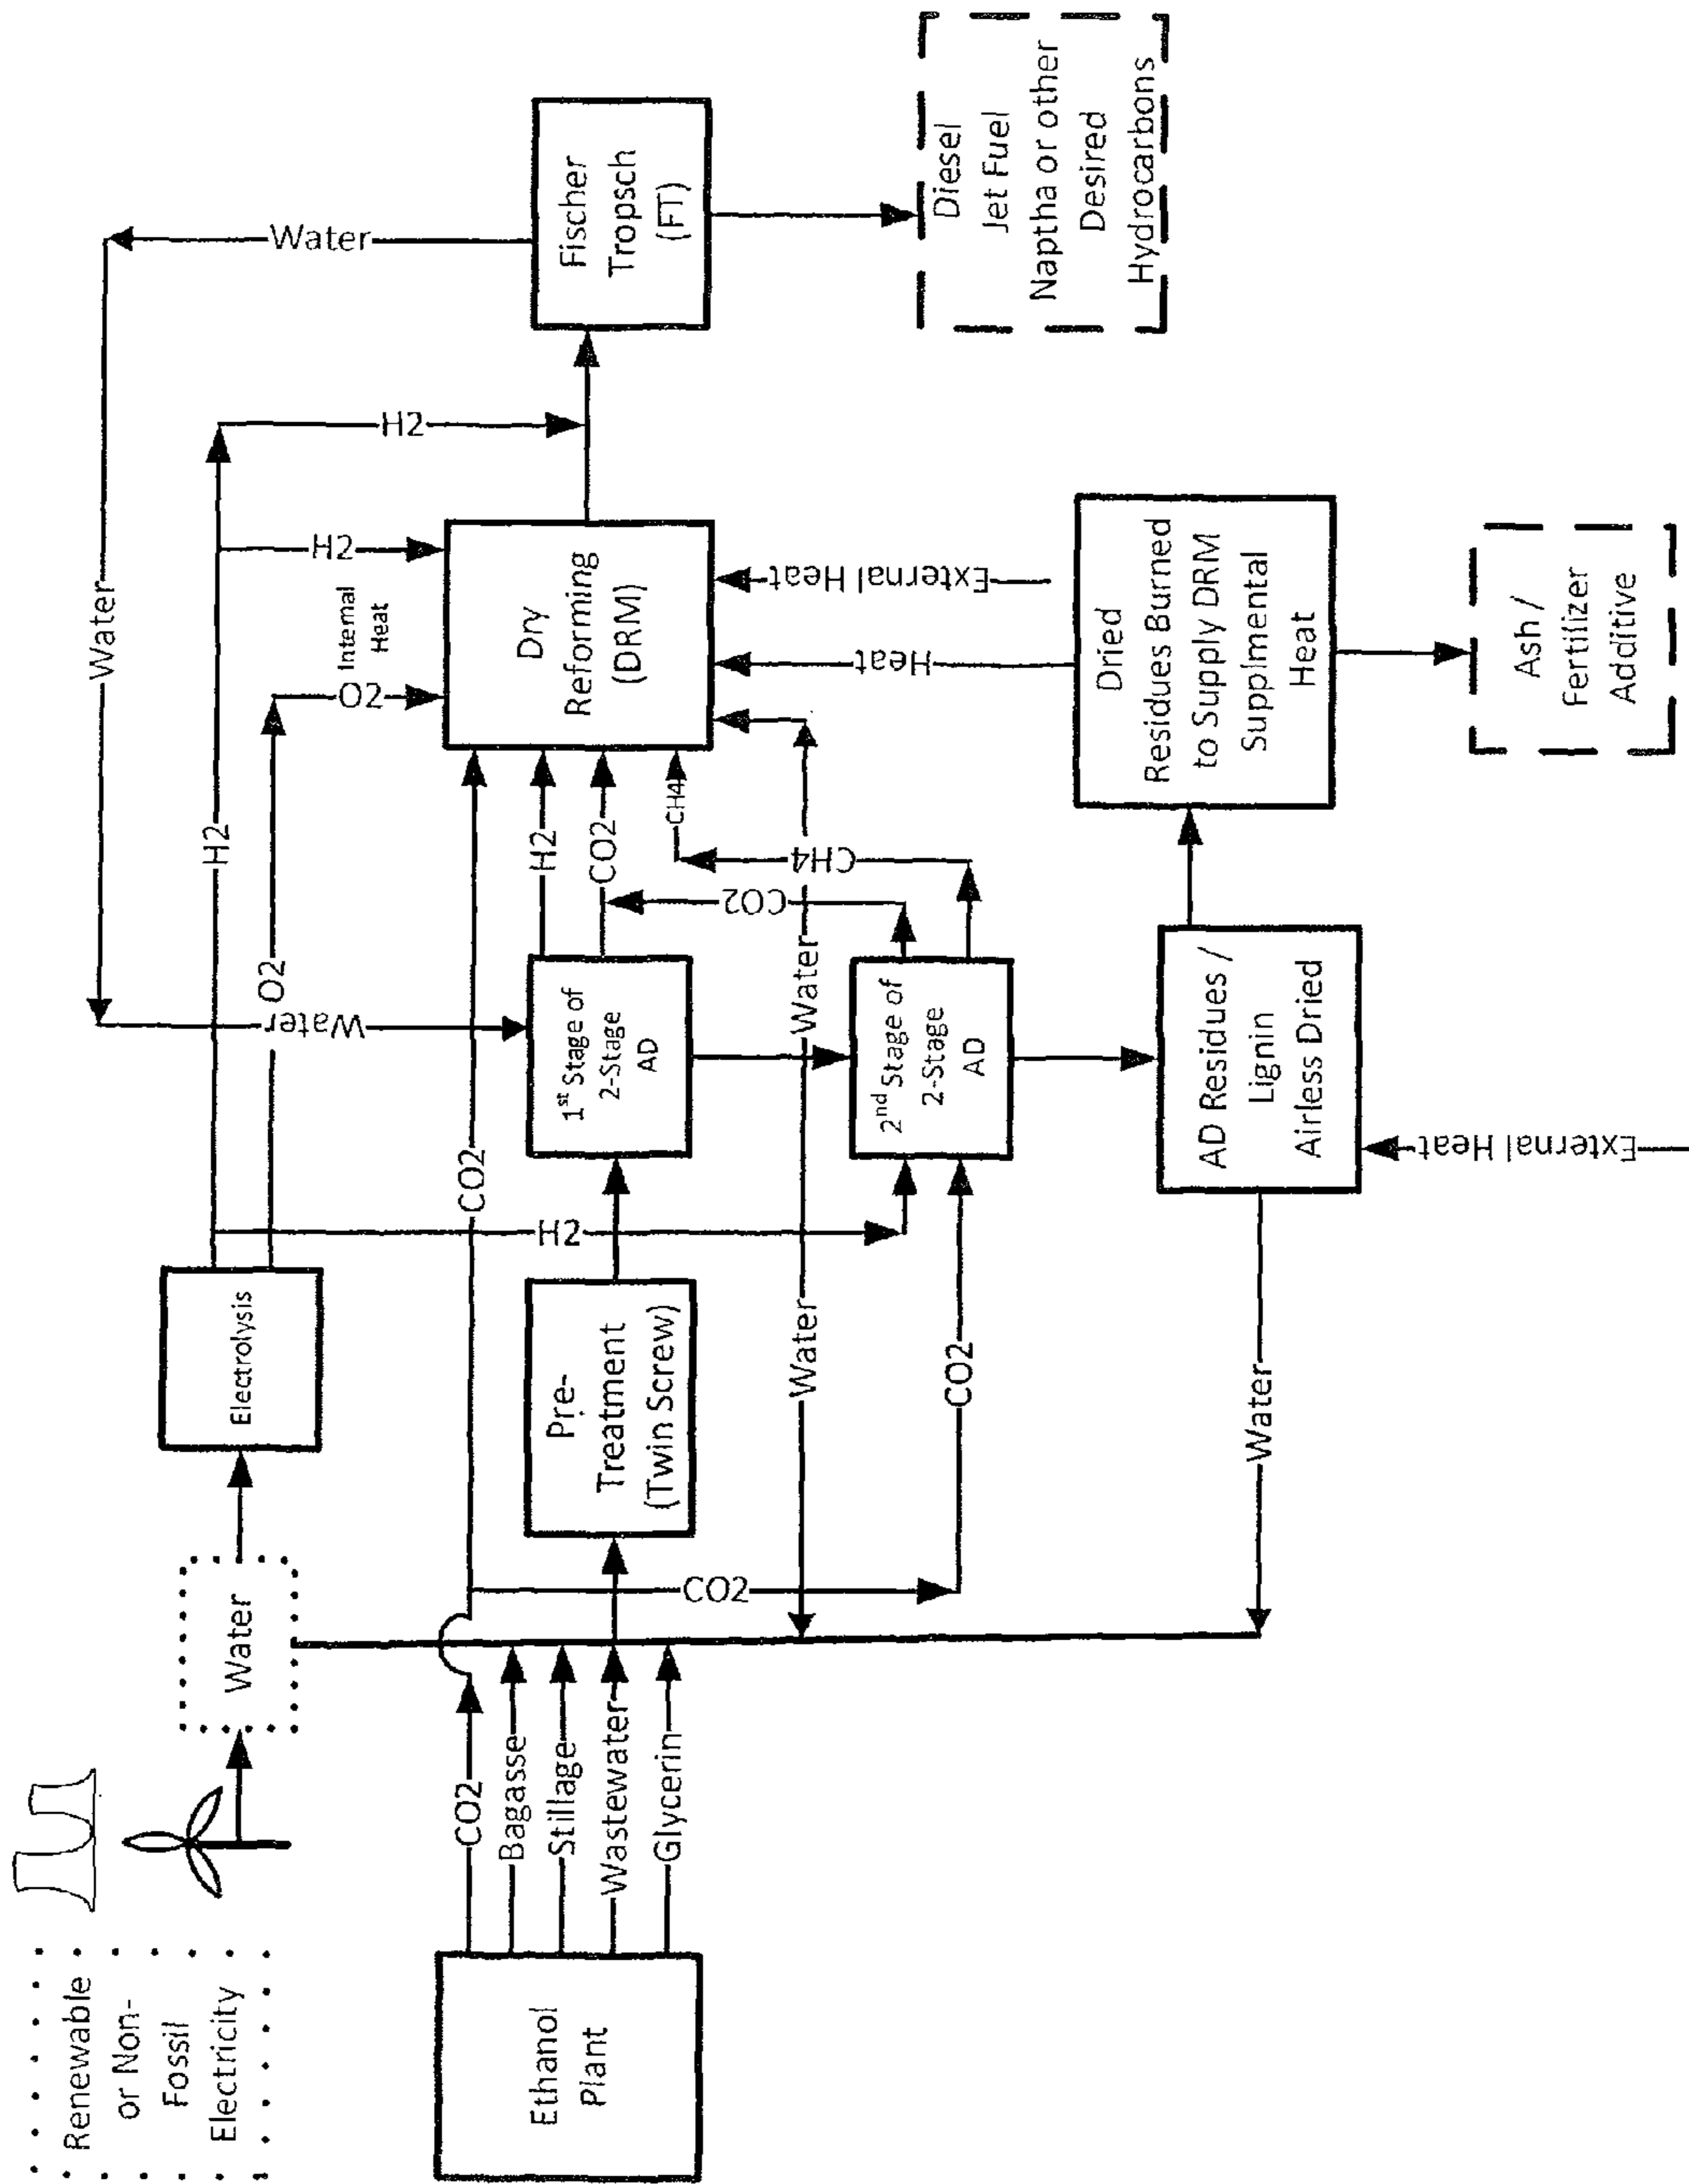 Renewable
or Non-
Fossil
Electricity
Water
Electrolysis
H2
O2
H2
H2
O2
Internal
Heat
Water
Water
Water
Ethanol
Plant
CO2
Bagasse
Stillage
Wastewater
Glycerin
CO2
CO2
CO2
H2
Pre-
Treatment
(Twin Screw)
1st Stage of
2-Stage
AD
H2
CO2
CO2
CH4
CH4
2nd Stage of
2-Stage
AD
Water
Water
Water
Dry
Reforming
(DRM)
Heat
External Heat
Fischer
Tropsch
(FT)
Diesel
Jet Fuel
Naptha or other
Desired
Hydrocarbons
AD Residues /
Lignin
Airless Dried
External Heat
Dried
Residues Burned
to Supply DRM
Supplmental
Heat
Ash /
Fertilizer
Additive